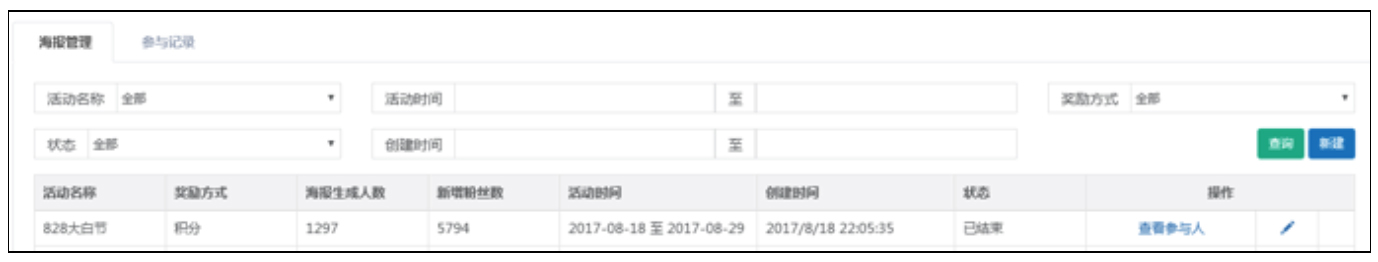 海报管理 参与记录
活动名称 全部 活动时间 至 奖励方式 全部
状态 全部 创建时间 至
查询 新建
活动名称 奖励方式 海报生成人数 新增粉丝数 活动时间 创建时间 状态 操作
828大白节 积分 1297 5794 2017-08-18 至 2017-08-29 2017/8/18 22:05:35 已结束 查看参与人